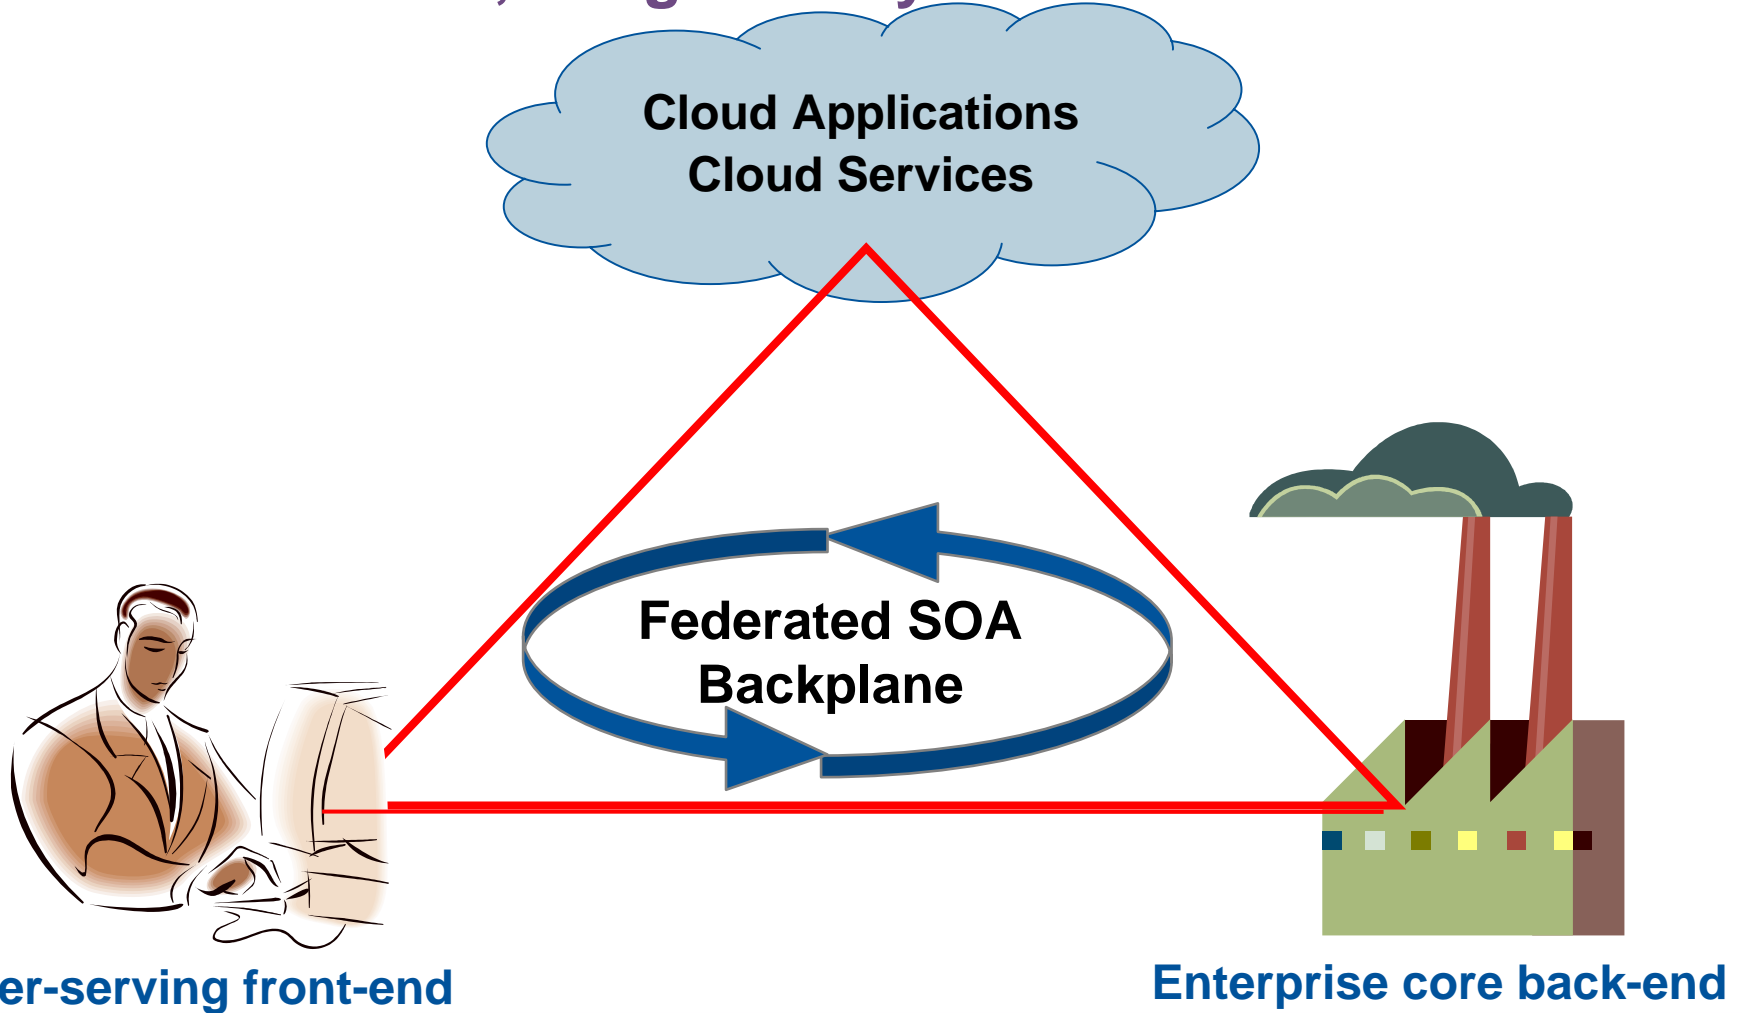 Cloud Applications
Cloud Services
Federated SOA
Backplane
er-serving front-end
Enterprise core back-end